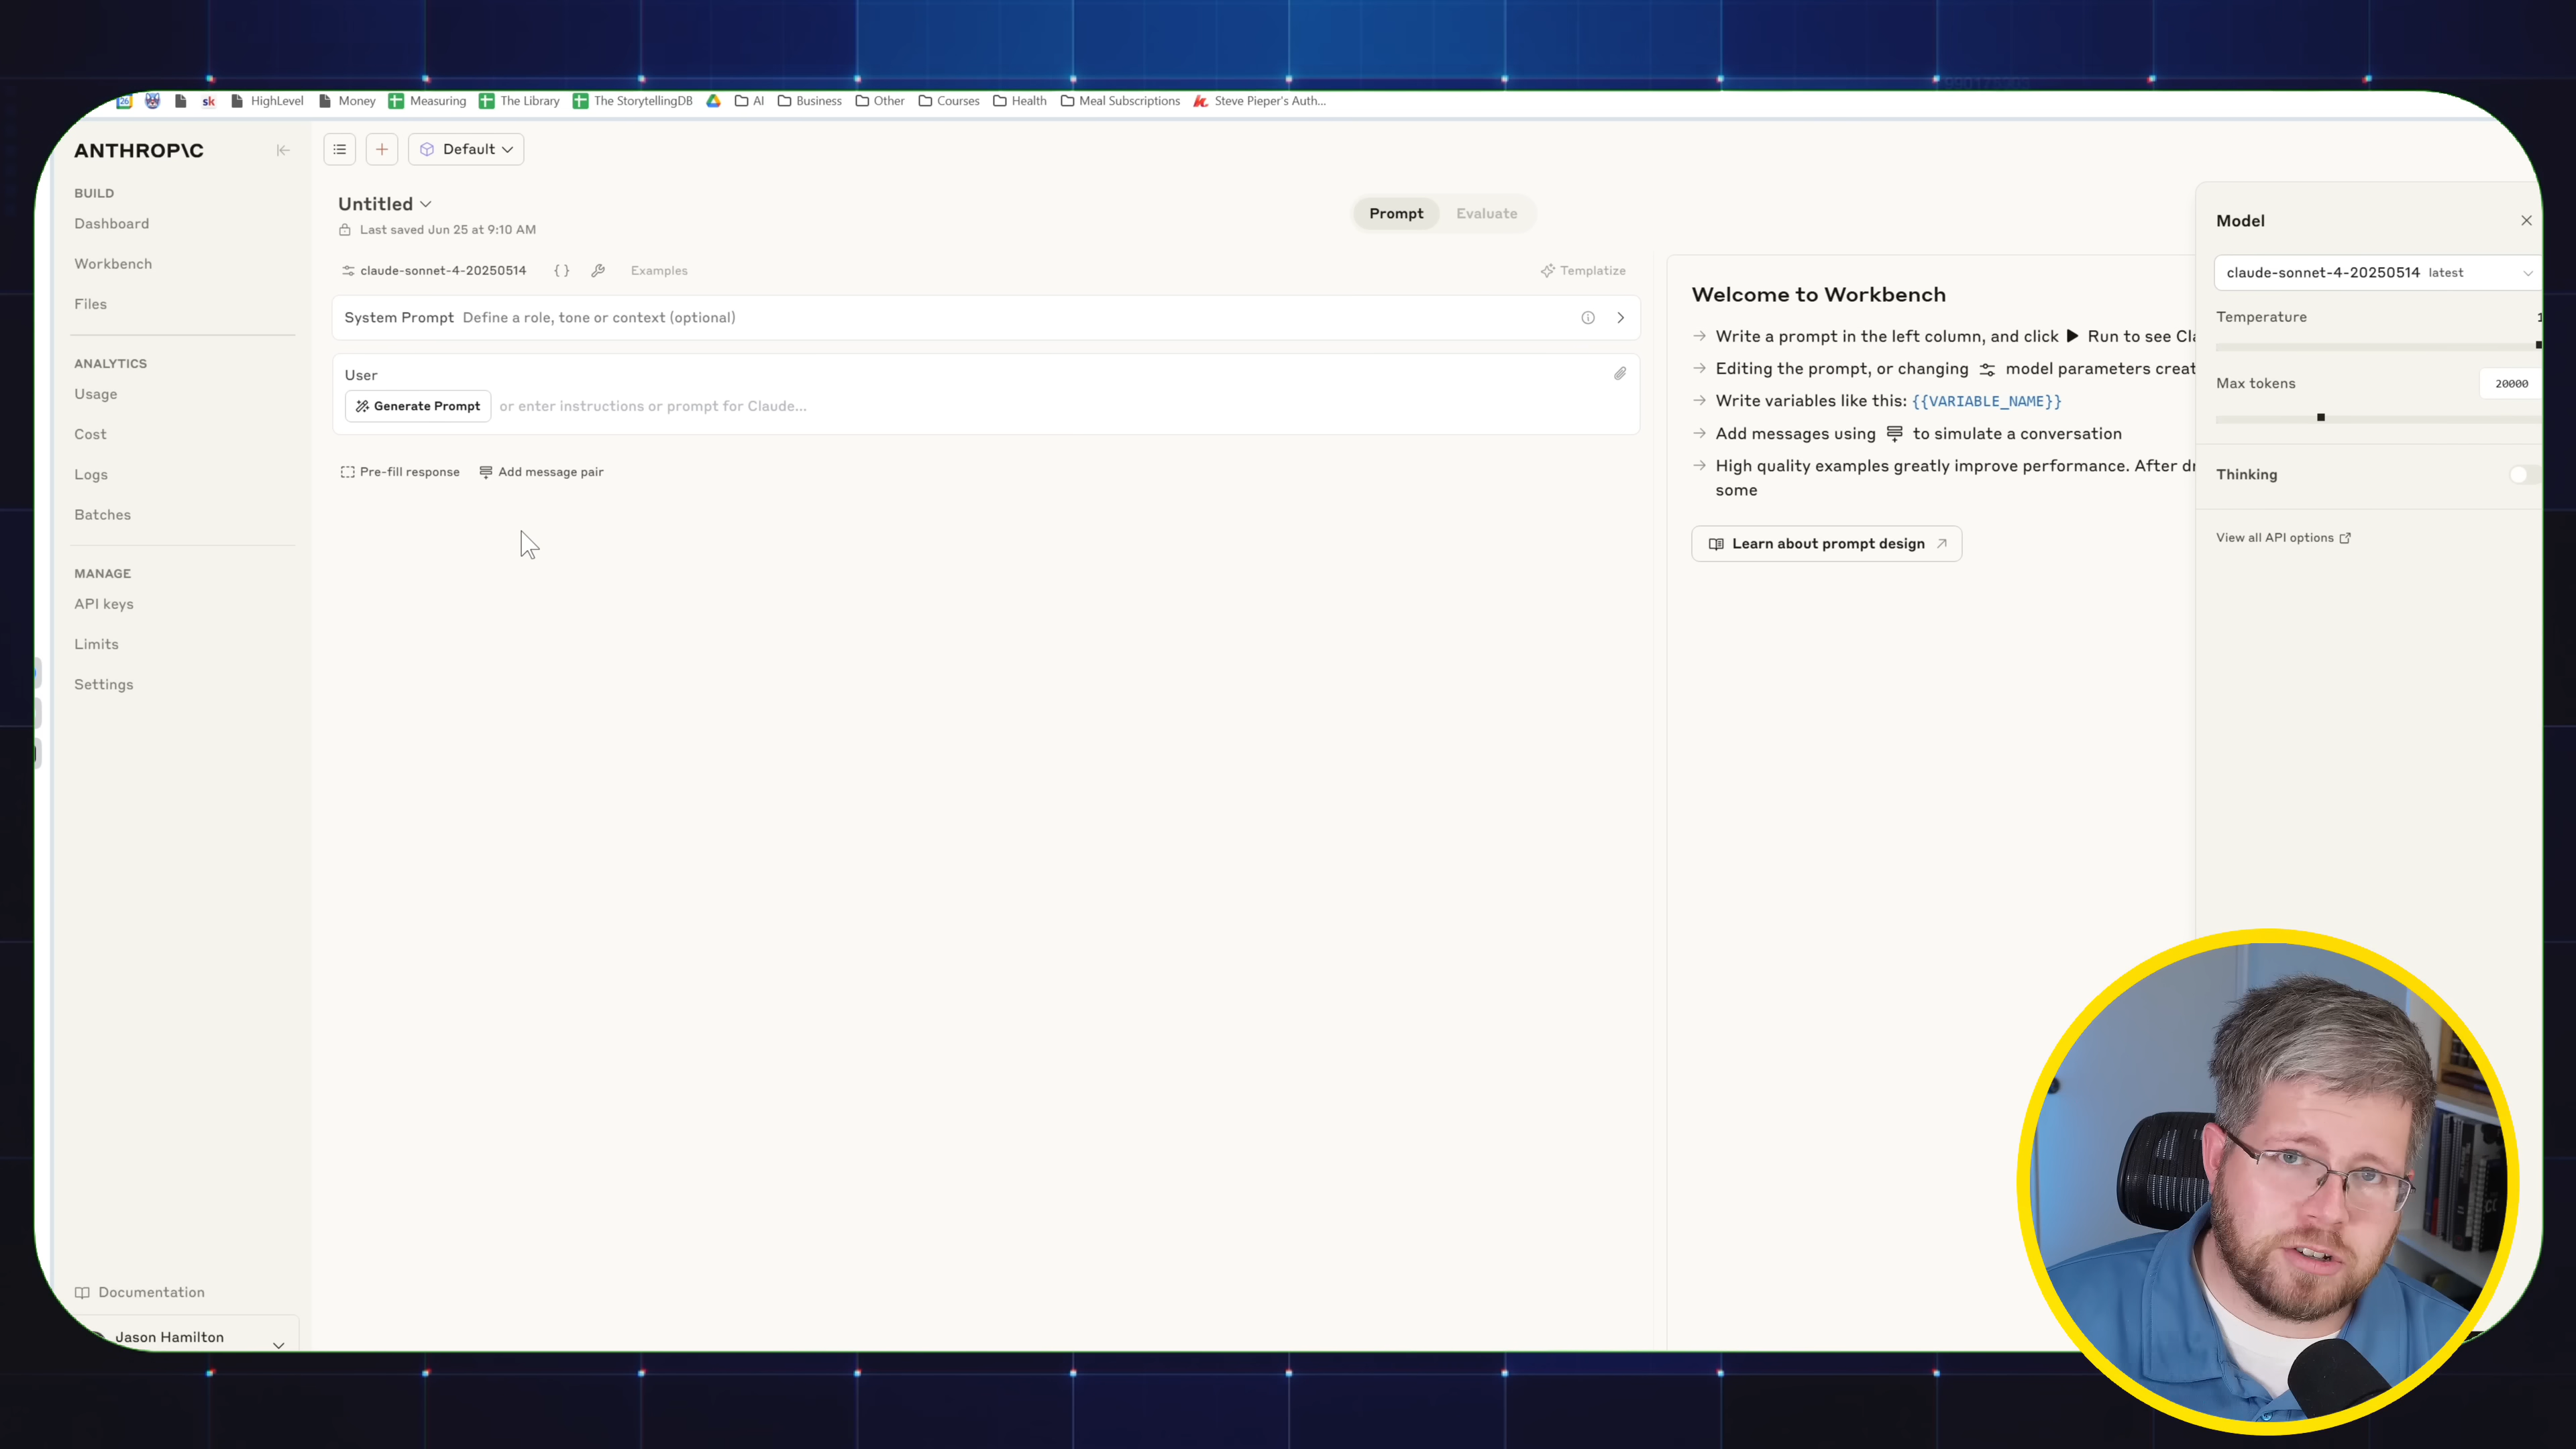 sk HighLevel Money Measuring The Library The StorytellingDB AI Business Other Courses Health Meal Subscriptions Steve Pieper's Auth...
ANTHROP\C
BUILD
Dashboard
Workbench
Files
ANALYTICS
Usage
Cost
Logs
Batches
MANAGE
API keys
Limits
Settings
Documentation
Jason Hamilton
Default
Untitled
Last saved Jun 25 at 9:10 AM
Prompt Evaluate
claude-sonnet-4-20250514 { } Examples Templatize
System Prompt Define a role, tone or context (optional)
User
Generate Prompt or enter instructions or prompt for Claude...
Pre-fill response Add message pair
Welcome to Workbench
Write a prompt in the left column, and click Run to see Cla
Editing the prompt, or changing model parameters creat
Write variables like this: {{VARIABLE_NAME}}
Add messages using to simulate a conversation
High quality examples greatly improve performance. After dr
some
Learn about prompt design
Model
claude-sonnet-4-20250514 latest
Temperature 1
Max tokens 20000
Thinking
View all API options